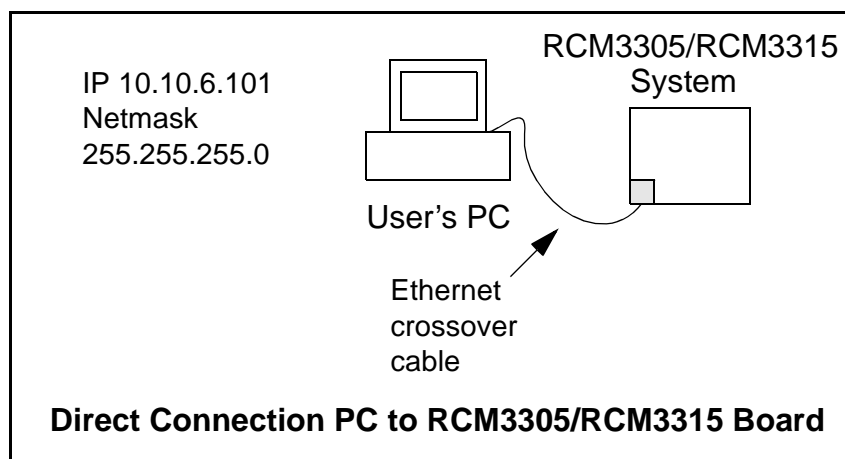 RCM3305/RCM3315
System
IP 10.10.6.101
Netmask
255.255.255.0
User’s PC
Ethernet
crossover
cable
Direct Connection PC to RCM3305/RCM3315 Board